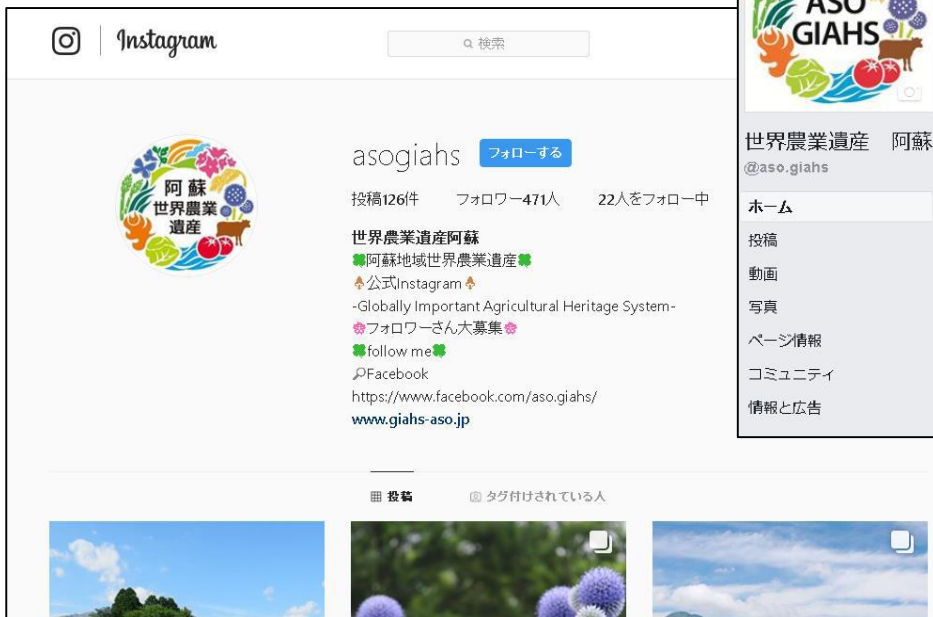 Instagram
検索
阿蘇
世界農業
遺産
asogiahs フォローする
投稿126件 フォロワー471人 22人をフォロー中
世界農業遺産阿蘇
🍀阿蘇地域世界農業遺産🍀
公式Instagram
-Globally Important Agricultural Heritage System-
🌸フォロワーさん大募集🌸
🍀follow me🍀
🔎Facebook
https://www.facebook.com/aso.giahs/
www.giahs-aso.jp
投稿 タグ付けされている人
ASO
GIAHS
世界農業遺産 阿蘇
@aso.giahs
ホーム
投稿
動画
写真
ページ情報
コミュニティ
情報と広告